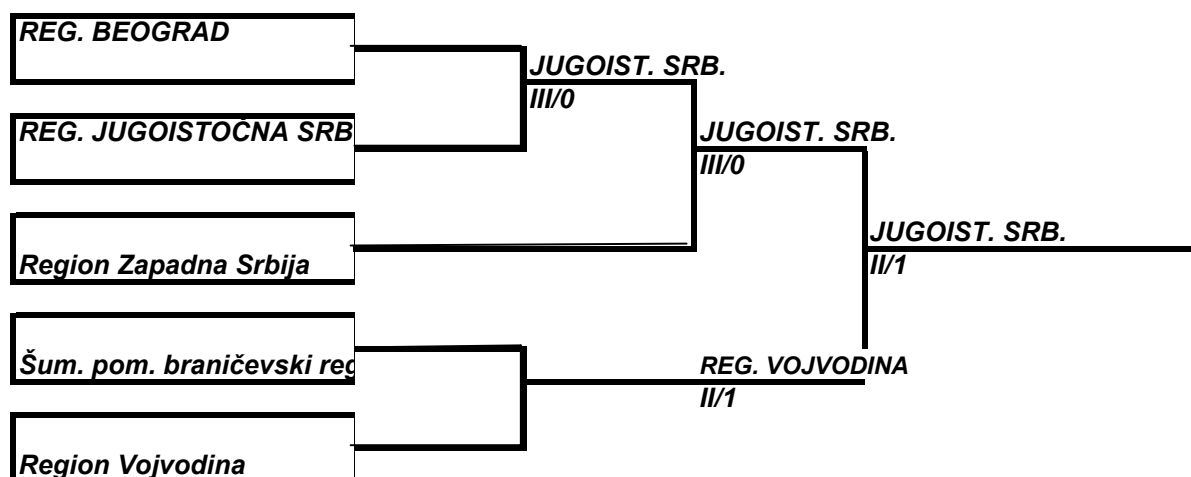 REG. BEOGRAD
JUGOIST. SRB.
III/0
REG. JUGOISTOČNA SRB
JUGOIST. SRB.
III/0
Region Zapadna Srbija
JUGOIST. SRB.
II/1
Šum. pom. braničevski reg
REG. VOJVODINA
II/1
Region Vojvodina